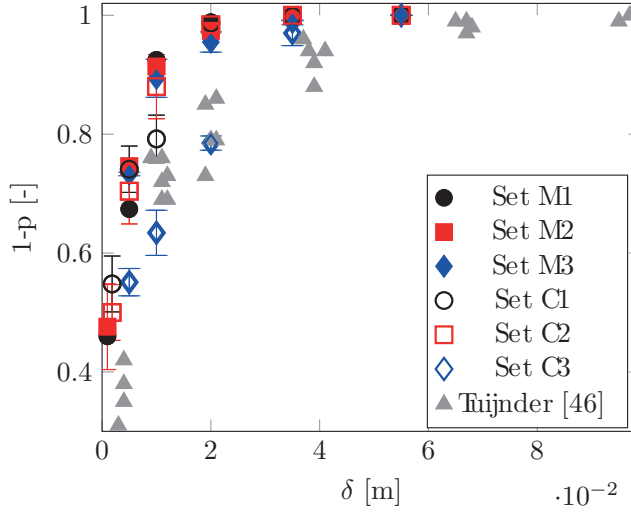 1
0.8
0.6
0.4
1-p [-]
Set M1
Set M2
Set M3
Set C1
Set C2
Set C3
Tuijnder [46]
0 2 4 6 8
δ [m]
·10⁻²